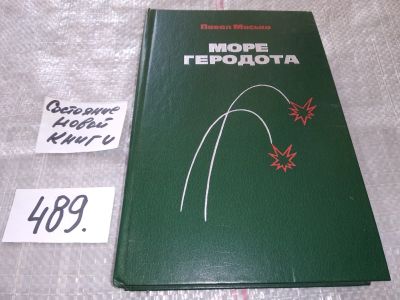 Павел Мисько
МОРЕ
ГЕРОДОТА
Состояние
новой
книги
489.